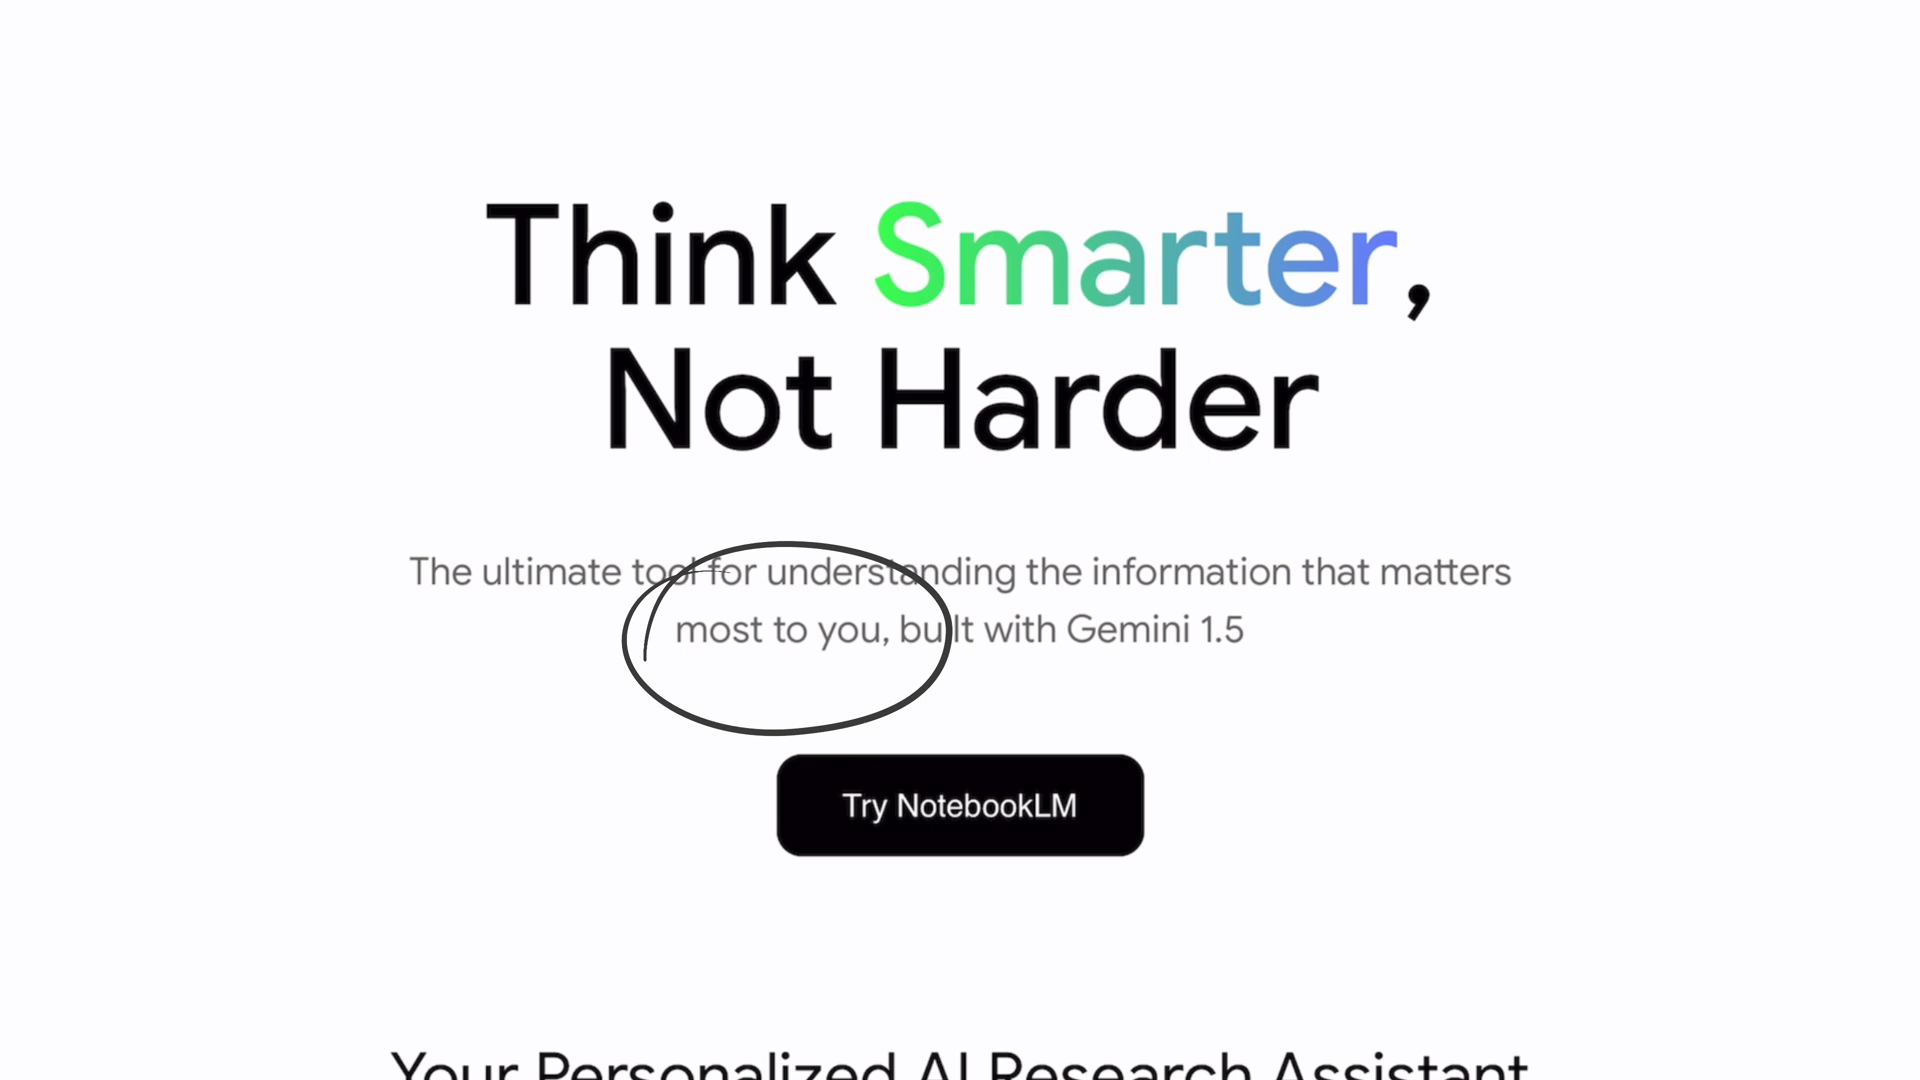 Think Smarter,
Not Harder
The ultimate tool for understanding the information that matters
most to you, built with Gemini 1.5
Try NotebookLM
Your Personalized AI Research Assistant